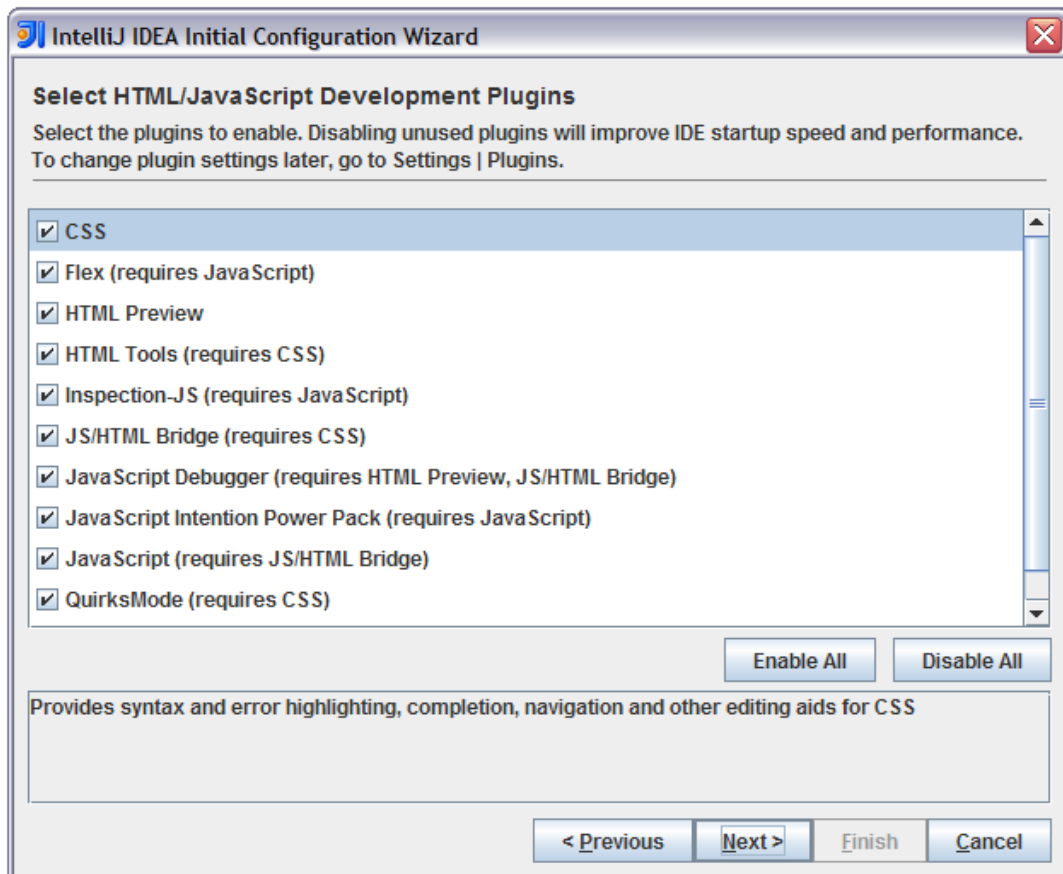 IntelliJ IDEA Initial Configuration Wizard
Select HTML/JavaScript Development Plugins
Select the plugins to enable. Disabling unused plugins will improve IDE startup speed and performance.
To change plugin settings later, go to Settings | Plugins.
CSS
Flex (requires JavaScript)
HTML Preview
HTML Tools (requires CSS)
Inspection-JS (requires JavaScript)
JS/HTML Bridge (requires CSS)
JavaScript Debugger (requires HTML Preview, JS/HTML Bridge)
JavaScript Intention Power Pack (requires JavaScript)
JavaScript (requires JS/HTML Bridge)
QuirksMode (requires CSS)
Enable All Disable All
Provides syntax and error highlighting, completion, navigation and other editing aids for CSS
< Previous Next > Finish Cancel